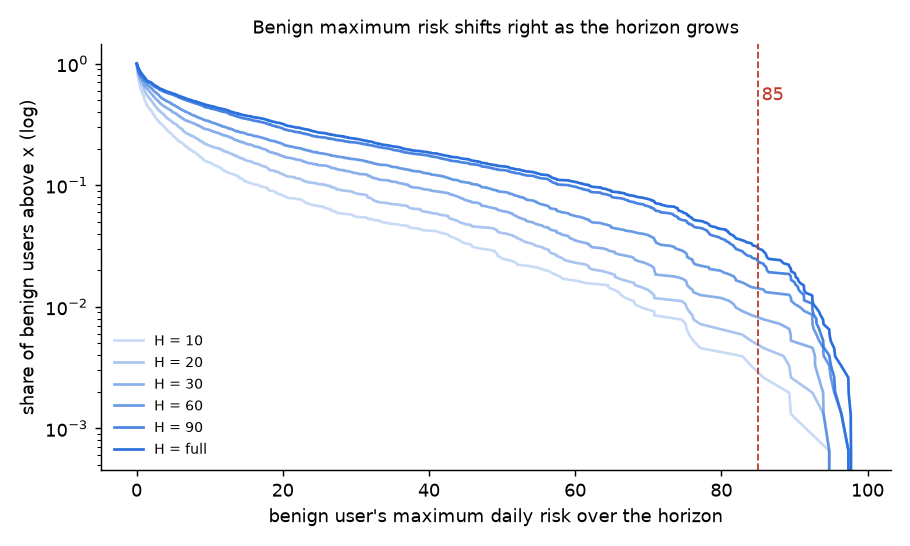 Benign maximum risk shifts right as the horizon grows
share of benign users above x (log)
10⁰
10⁻¹
10⁻²
10⁻³
85
H = 10
H = 20
H = 30
H = 60
H = 90
H = full
0 20 40 60 80 100
benign user's maximum daily risk over the horizon